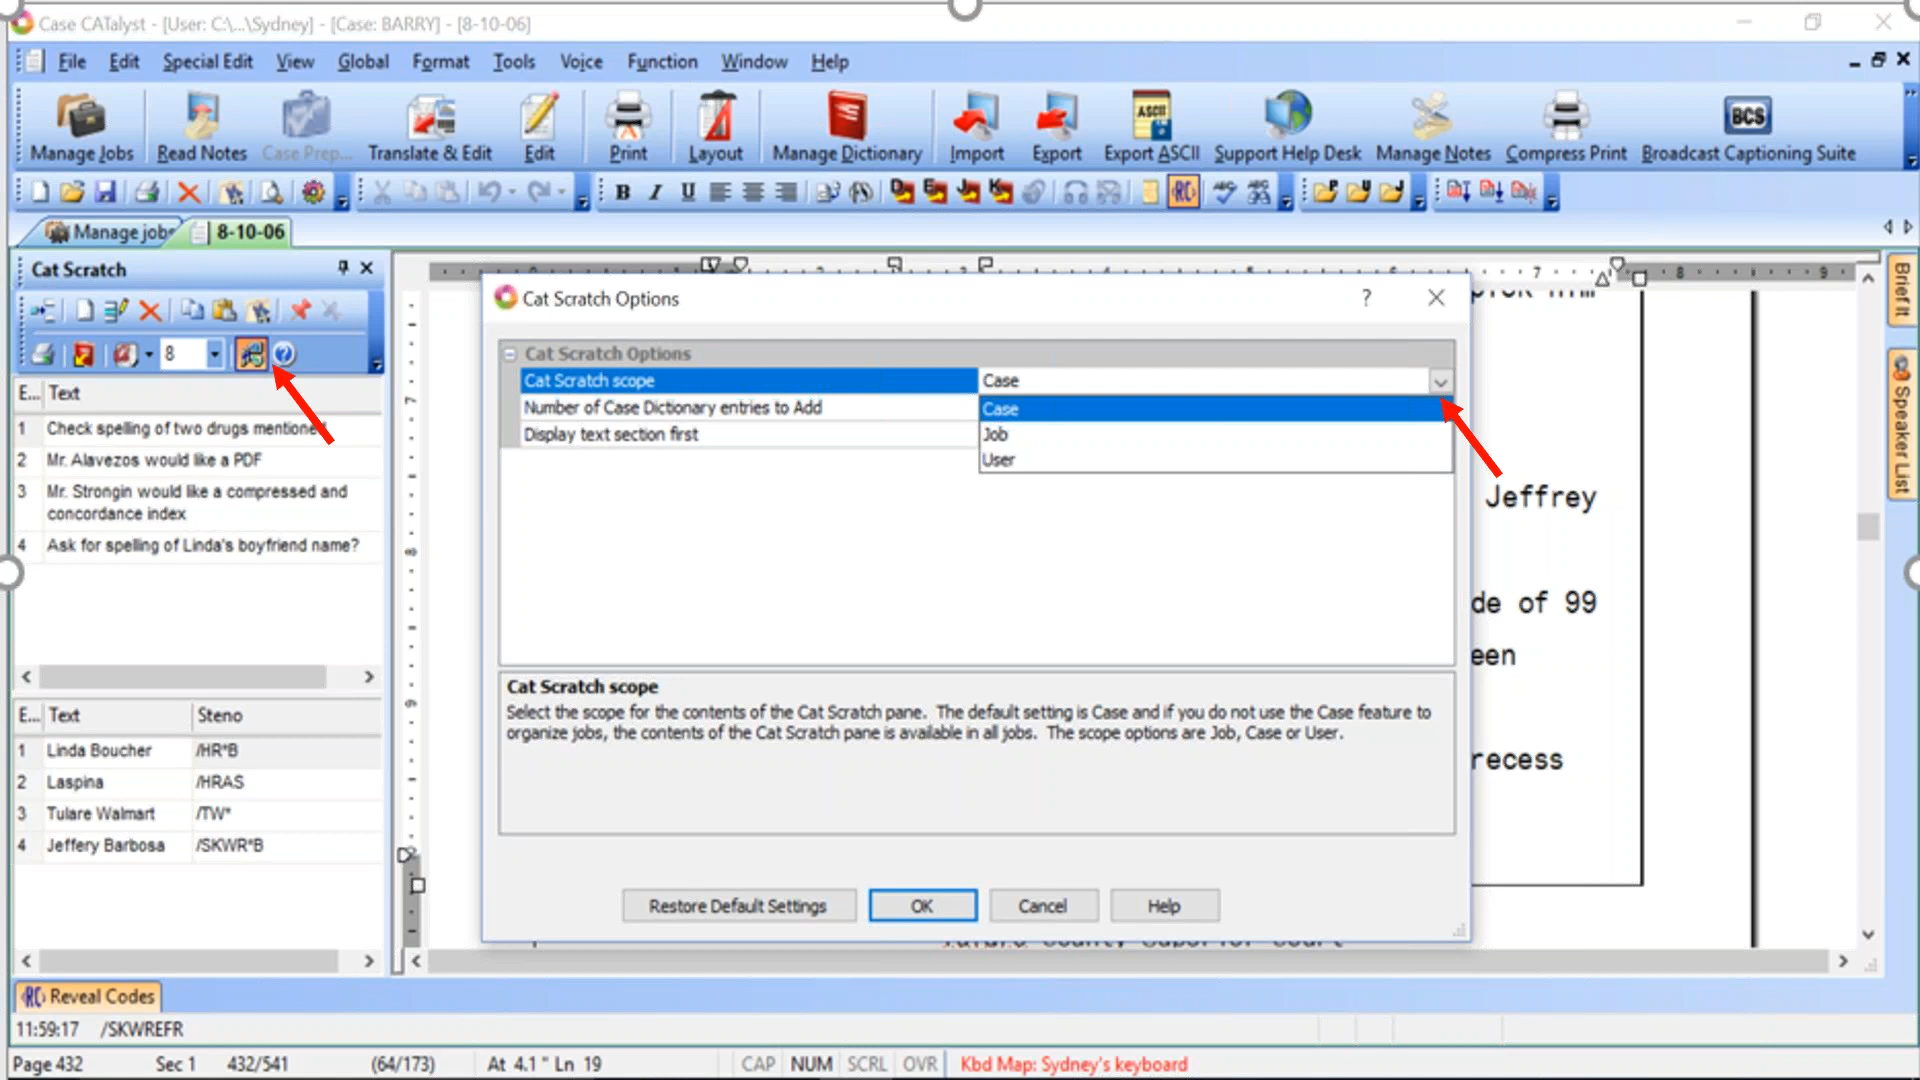 Case CATalyst - [User: C:\...\Sydney] - [Case: BARRY] - [8-10-06]
File Edit Special Edit View Global Format Tools Voice Function Window Help
Manage Jobs Read Notes Case Prep... Translate & Edit Edit Print Layout Manage Dictionary Import Export Export ASCII Support Help Desk Manage Notes Compress Print Broadcast Captioning Suite
ASCII
BCS
B I U
Manage jobs 8-10-06
Cat Scratch
8
E... Text
1 Check spelling of two drugs mentioned
2 Mr. Alavezos would like a PDF
3 Mr. Strongin would like a compressed and
concordance index
4 Ask for spelling of Linda's boyfriend name?
E... Text Steno
1 Linda Boucher /HR*B
2 Laspina /HRAS
3 Tulare Walmart /TW*
4 Jeffery Barbosa /SKWR*B
Cat Scratch Options
Cat Scratch Options
Cat Scratch scope Case
Number of Case Dictionary entries to Add
Display text section first
Case
Job
User
Cat Scratch scope
Select the scope for the contents of the Cat Scratch pane. The default setting is Case and if you do not use the Case feature to
organize jobs, the contents of the Cat Scratch pane is available in all jobs. The scope options are Job, Case or User.
Restore Default Settings OK Cancel Help
Jeffrey
de of 99
een
recess
Brief It
Speaker List
Reveal Codes
11:59:17 /SKWREFR
Page 432 Sec 1 432/541 (64/173) At 4.1 " Ln 19 CAP NUM SCRL OVR Kbd Map: Sydney's keyboard